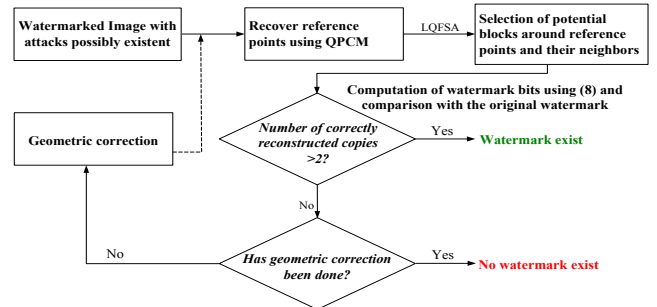 Watermarked Image with
attacks possibly existent
Recover reference
points using QPCM
LQFSA
Selection of potential
blocks around reference
points and their neighbors
Computation of watermark bits using (8) and
comparison with the original watermark
Number of correctly
reconstructed copies
>2?
Yes
Watermark exist
Geometric correction
No
Has geometric correction
been done?
Yes
No watermark exist
No